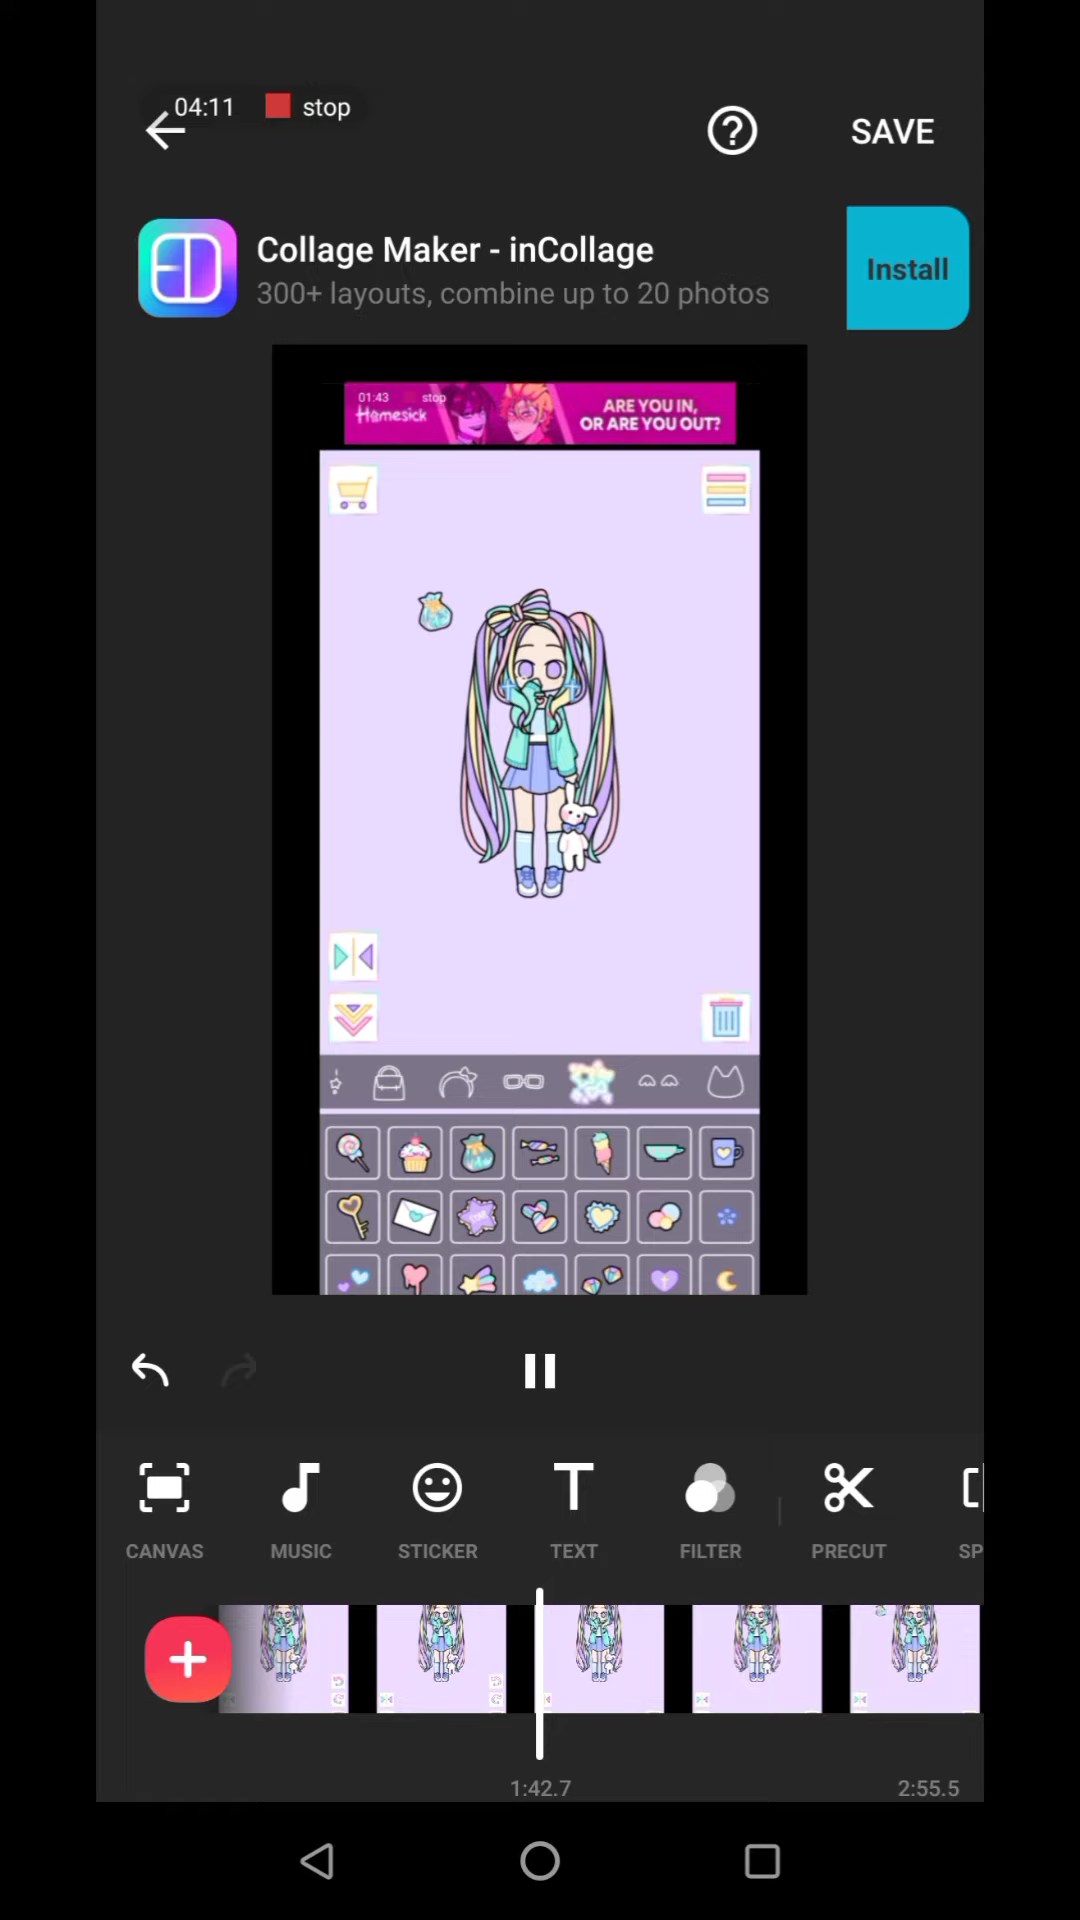 04:11 stop
SAVE
Collage Maker - inCollage
300+ layouts, combine up to 20 photos
Install
01:43 stop
Homesick
ARE YOU IN,
OR ARE YOU OUT?
CANVAS
MUSIC
STICKER
TEXT
FILTER
PRECUT
SP
1:42.7
2:55.5